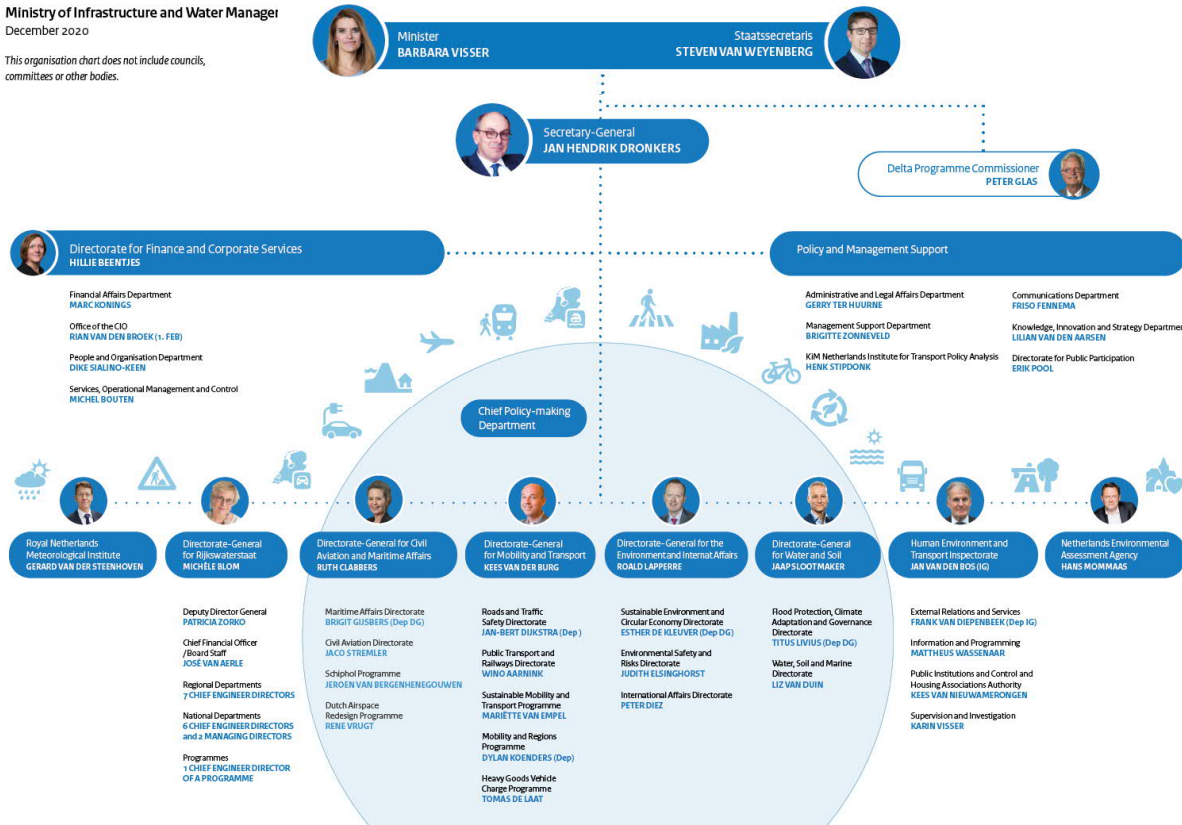 Ministry of Infrastructure and Water Manager
December 2020
This organisation chart does not include councils,
committees or other bodies.
Minister
BARBARA VISSER
Staatssecretaris
STEVEN VAN WEYENBERG
Secretary-General
JAN HENDRIK DRONKERS
Delta Programme Commissioner
PETER GLAS
Directorate for Finance and Corporate Services
HILLIE BEENTJES
Financial Affairs Department
MARC KONINGS
Office of the CIO
RIAN VAN DEN BROEK (1. FEB)
People and Organisation Department
DIKE SIALINO-KEEN
Services, Operational Management and Control
MICHEL BOUTEN
Policy and Management Support
Administrative and Legal Affairs Department
GERRY TER HUURNE
Management Support Department
BRIGITTE ZONNEVELD
KiM Netherlands Institute for Transport Policy Analysis
HENK STIPDONK
Communications Department
FRISO FENNEMA
Knowledge, Innovation and Strategy Departmen
LILIAN VAN DEN AARSEN
Directorate for Public Participation
ERIK POOL
Chief Policy-making
Department
Royal Netherlands
Meteorological Institute
GERARD VAN DER STEENHOVEN
Directorate-General
for Rijkswaterstaat
MICHÈLE BLOM
Deputy Director General
PATRICIA ZORKO
Chief Financial Officer
/Board Staff
JOSÉ VAN AERLE
Regional Departments
7 CHIEF ENGINEER DIRECTORS
National Departments
6 CHIEF ENGINEER DIRECTORS
and 2 MANAGING DIRECTORS
Programmes
1 CHIEF ENGINEER DIRECTOR
OF A PROGRAMME
Directorate-General for Civil
Aviation and Maritime Affairs
RUTH CLABBERS
Maritime Affairs Directorate
BRIGIT GIJSBERS (Dep DG)
Civil Aviation Directorate
JACO STREMLER
Schiphol Programme
JEROEN VAN BERGENHENEGOUWEN
Dutch Airspace
Redesign Programme
RENE VRUGT
Directorate-General
for Mobility and Transport
KEES VAN DER BURG
Roads and Traffic
Safety Directorate
JAN-BERT DIJKSTRA (Dep )
Public Transport and
Railways Directorate
WINO AARNINK
Sustainable Mobility and
Transport Programme
MARIËTTE VAN EMPEL
Mobility and Regions
Programme
DYLAN KOENDERS (Dep)
Heavy Goods Vehicle
Charge Programme
TOMAS DE LAAT
Directorate-General for the
Environment and Internat Affairs
ROALD LAPPERRE
Sustainable Environment and
Circular Economy Directorate
ESTHER DE KLEUVER (Dep DG)
Environmental Safety and
Risks Directorate
JUDITH ELSINGHORST
International Affairs Directorate
PETER DIEZ
Directorate-General
for Water and Soil
JAAP SLOOTMAKER
Flood Protection, Climate
Adaptation and Governance
Directorate
TITUS LIVIUS (Dep DG)
Water, Soil and Marine
Directorate
LIZ VAN DUIN
Human Environment and
Transport Inspectorate
JAN VAN DEN BOS (IG)
External Relations and Services
FRANK VAN DIEPENBEEK (Dep IG)
Information and Programming
MATTHEUS WASSENAAR
Public Institutions and Control and
Housing Associations Authority
KEES VAN NIEUWAMERONGEN
Supervision and Investigation
KARIN VISSER
Netherlands Environmental
Assessment Agency
HANS MOMMAAS